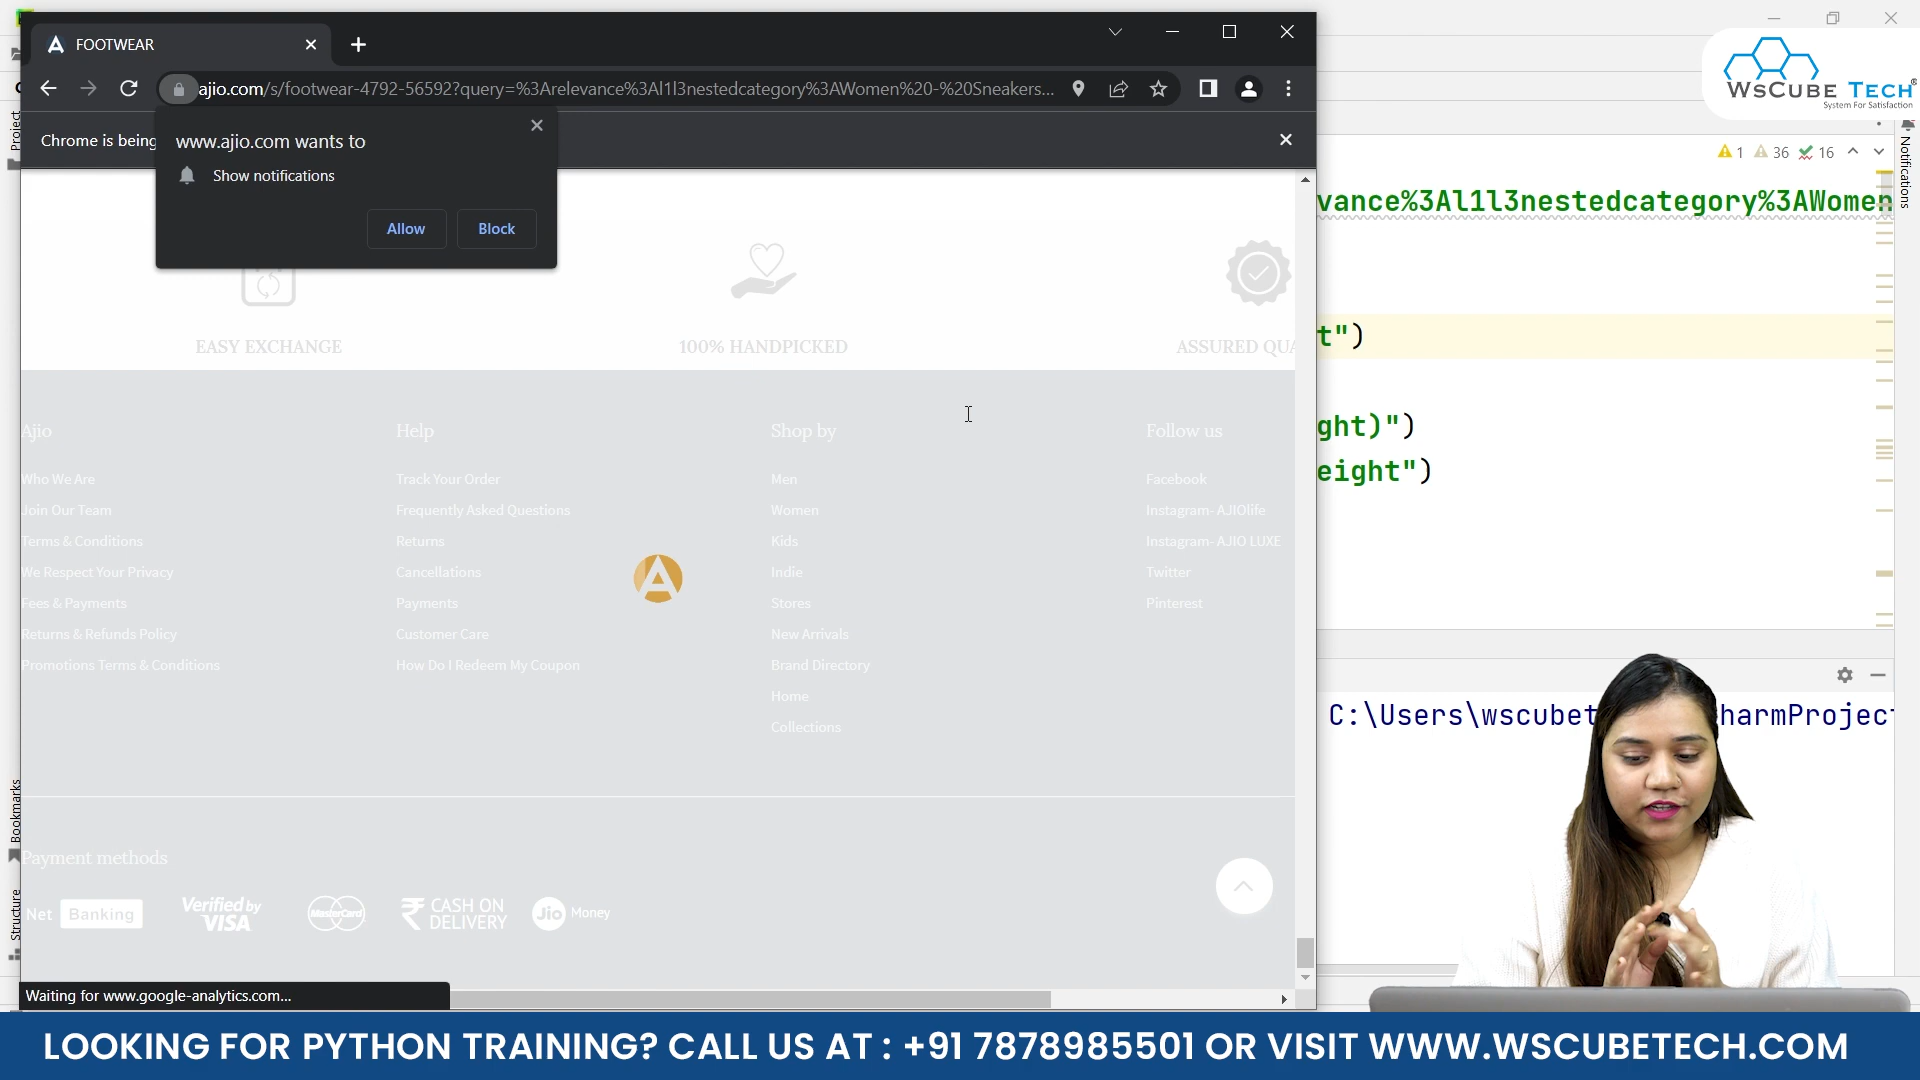 FOOTWEAR
ajio.com/s/footwear-4792-56592?query=%3Arelevance%3Al1l3nestedcategory%3AWomen%20-%20Sneakers...
Chrome is being
www.ajio.com wants to
Show notifications
Allow
Block
EASY EXCHANGE
100% HANDPICKED
ASSURED QUA
Ajio
Who We Are
Join Our Team
Terms & Conditions
We Respect Your Privacy
Fees & Payments
Returns & Refunds Policy
Promotions Terms & Conditions
Help
Track Your Order
Frequently Asked Questions
Returns
Cancellations
Payments
Customer Care
How Do I Redeem My Coupon
Shop by
Men
Women
Kids
Indie
Stores
New Arrivals
Brand Directory
Home
Collections
Follow us
Facebook
Instagram- AJIOlife
Instagram- AJIO LUXE
Twitter
Pinterest
Payment methods
Net Banking
Verified by VISA
MasterCard
CASH ON DELIVERY
Jio Money
Waiting for www.google-analytics.com...
Project
Bookmarks
Structure
WsCube Tech®
System For Satisfaction
Notifications
1 36 16
vance%3Al1l3nestedcategory%3AWomen
t")
ght)")
eight")
C:\Users\wscubet
harmProjec
LOOKING FOR PYTHON TRAINING? CALL US AT : +91 7878985501 OR VISIT WWW.WSCUBETECH.COM